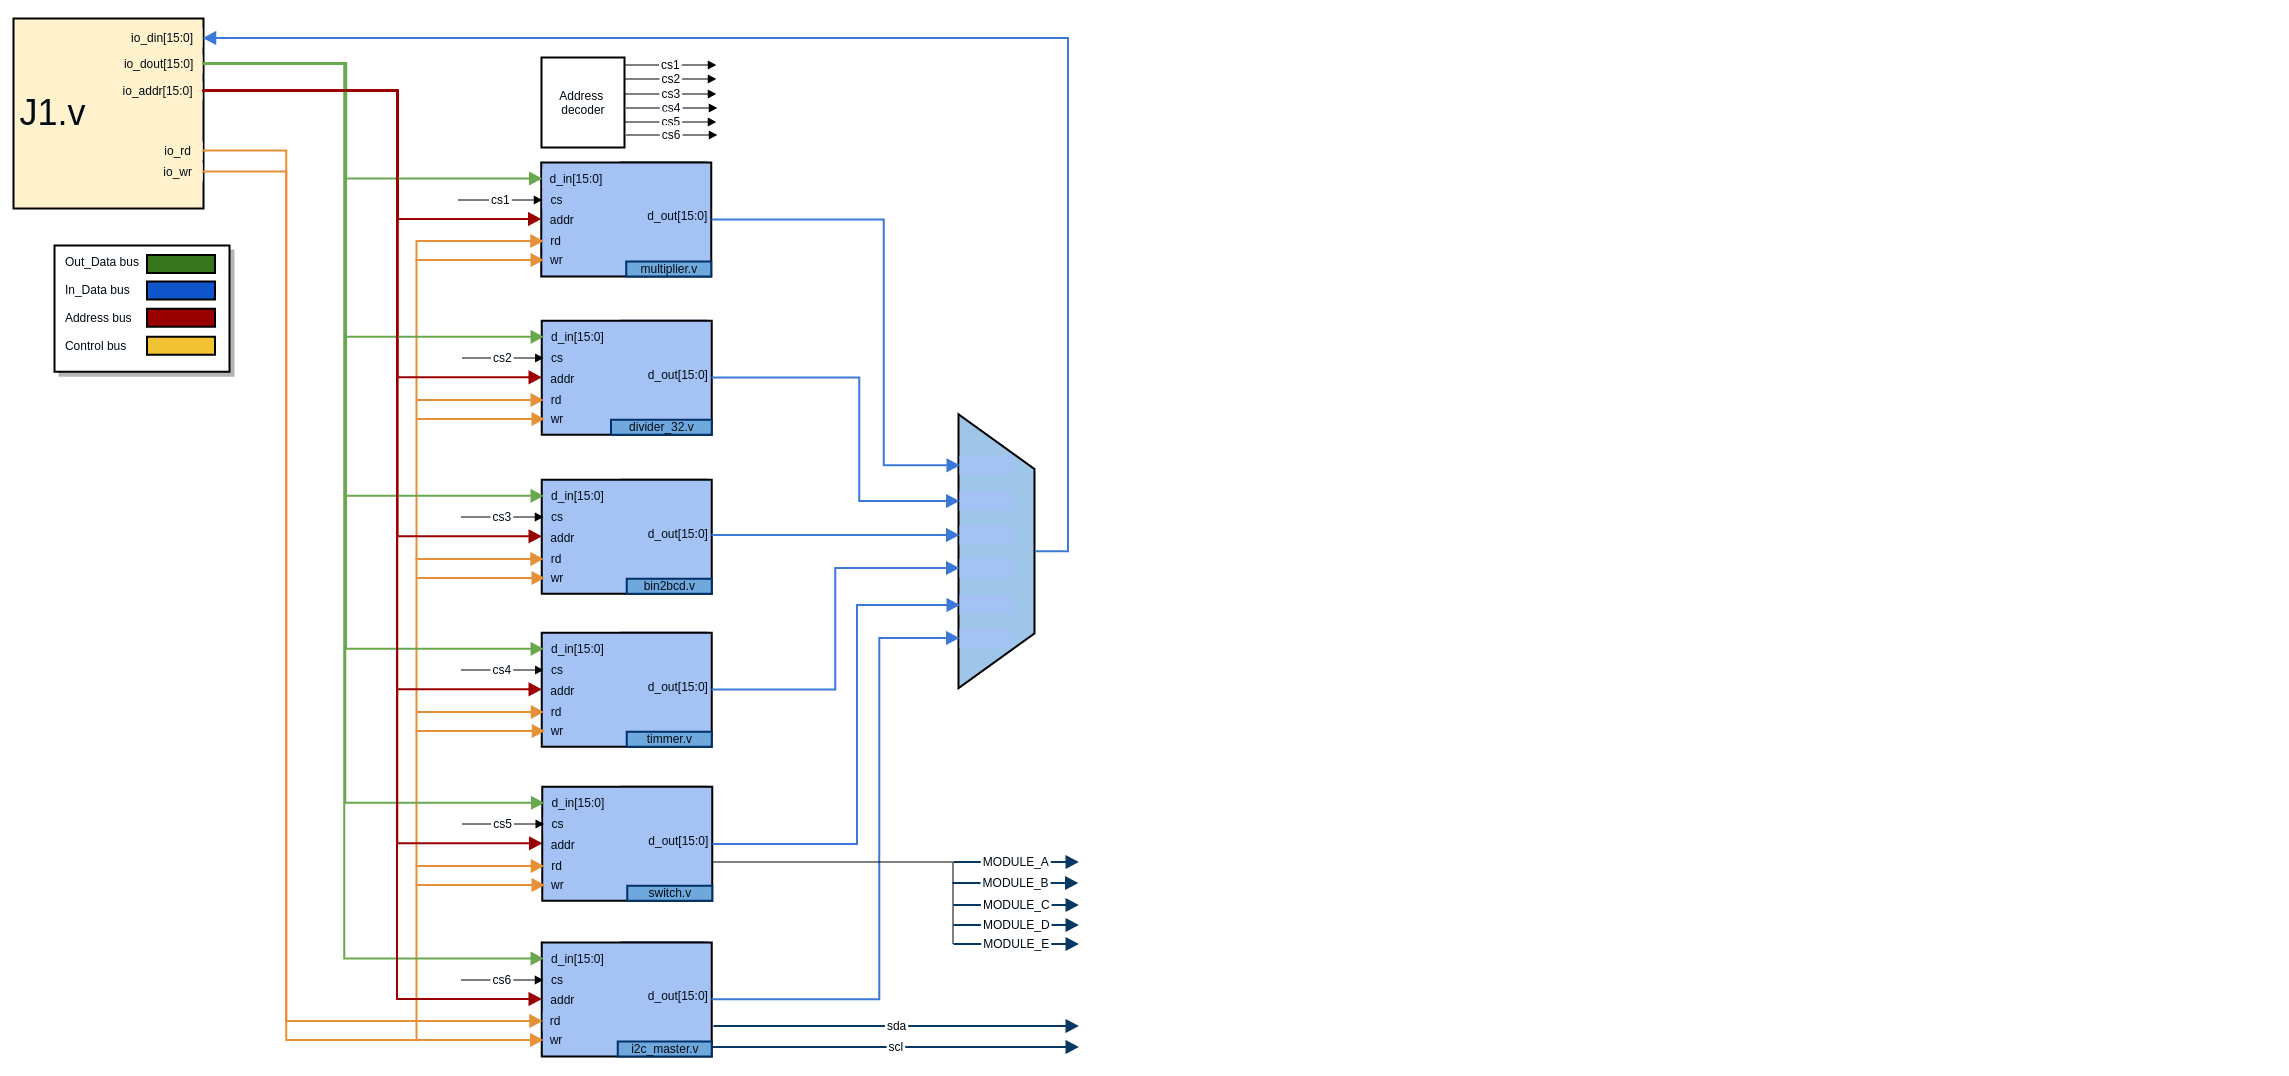 io_din[15:0]
io_dout[15:0]
io_addr[15:0]
J1.v
io_rd
io_wr
Out_Data bus
In_Data bus
Address bus
Control bus
Address
decoder
cs1
cs2
cs3
cs4
cs5
cs6
d_in[15:0]
cs1
cs
addr
d_out[15:0]
rd
wr
multiplier.v
d_in[15:0]
cs2
cs
addr
d_out[15:0]
rd
wr
divider_32.v
d_in[15:0]
cs3
cs
addr
d_out[15:0]
rd
wr
bin2bcd.v
d_in[15:0]
cs4
cs
addr
d_out[15:0]
rd
wr
timmer.v
d_in[15:0]
cs5
cs
addr
d_out[15:0]
rd
wr
switch.v
MODULE_A
MODULE_B
MODULE_C
MODULE_D
MODULE_E
d_in[15:0]
cs6
cs
addr
d_out[15:0]
rd
wr
i2c_master.v
sda
scl